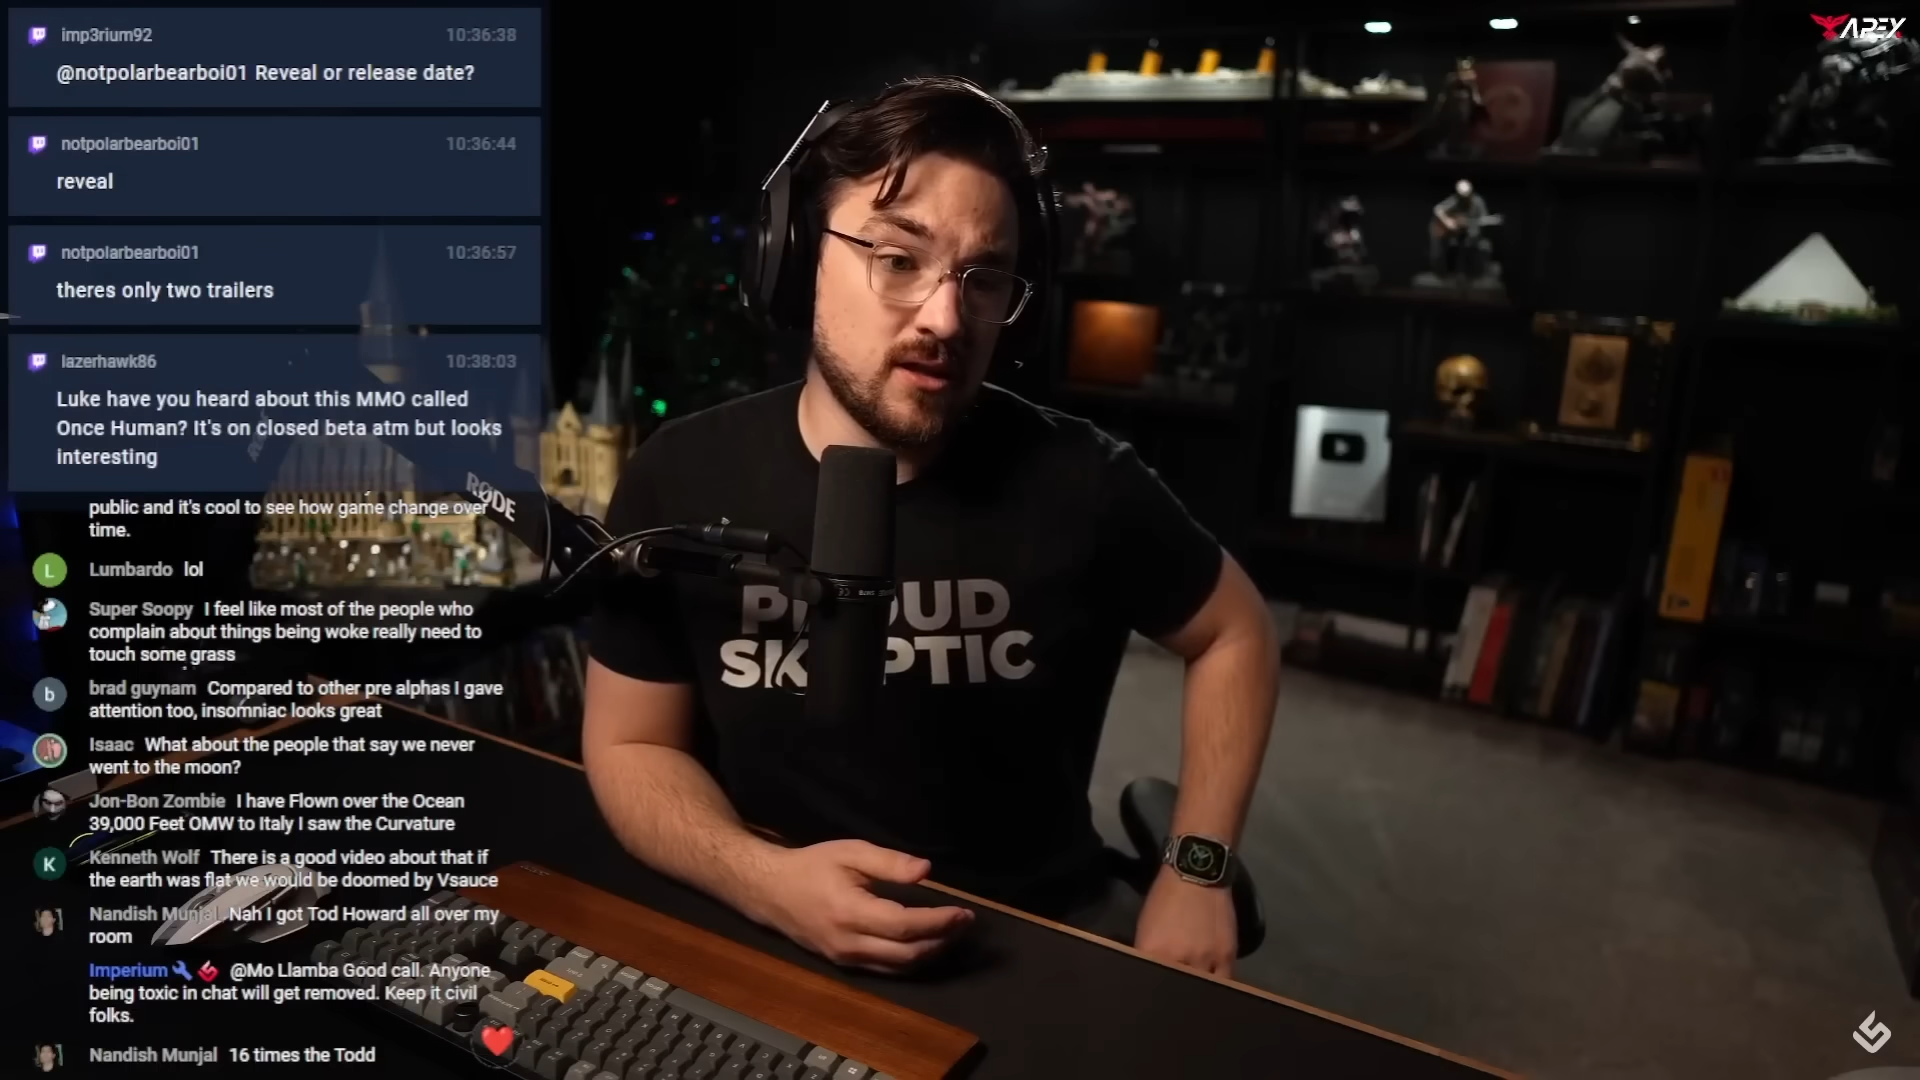 imp3rium92 10:36:38
@notpolarbearboi01 Reveal or release date?
notpolarbearboi01 10:36:44
reveal
notpolarbearboi01 10:36:57
theres only two trailers
lazerhawk86 10:38:03
Luke have you heard about this MMO called
Once Human? It's on closed beta atm but looks
interesting
public and it's cool to see how game change over
time.
L Lumbardo lol
Super Soopy I feel like most of the people who
complain about things being woke really need to
touch some grass
b brad guynam Compared to other pre alphas I gave
attention too, insomniac looks great
Isaac What about the people that say we never
went to the moon?
Jon-Bon Zombie I have Flown over the Ocean
39,000 Feet OMW to Italy I saw the Curvature
K Kenneth Wolf There is a good video about that if
the earth was flat we would be doomed by Vsauce
Nandish Munjal Nah I got Tod Howard all over my
room
Imperium @Mo Llamba Good call. Anyone
being toxic in chat will get removed. Keep it civil
folks.
Nandish Munjal 16 times the Todd
RØDE
P UD
SK PTIC
APEX